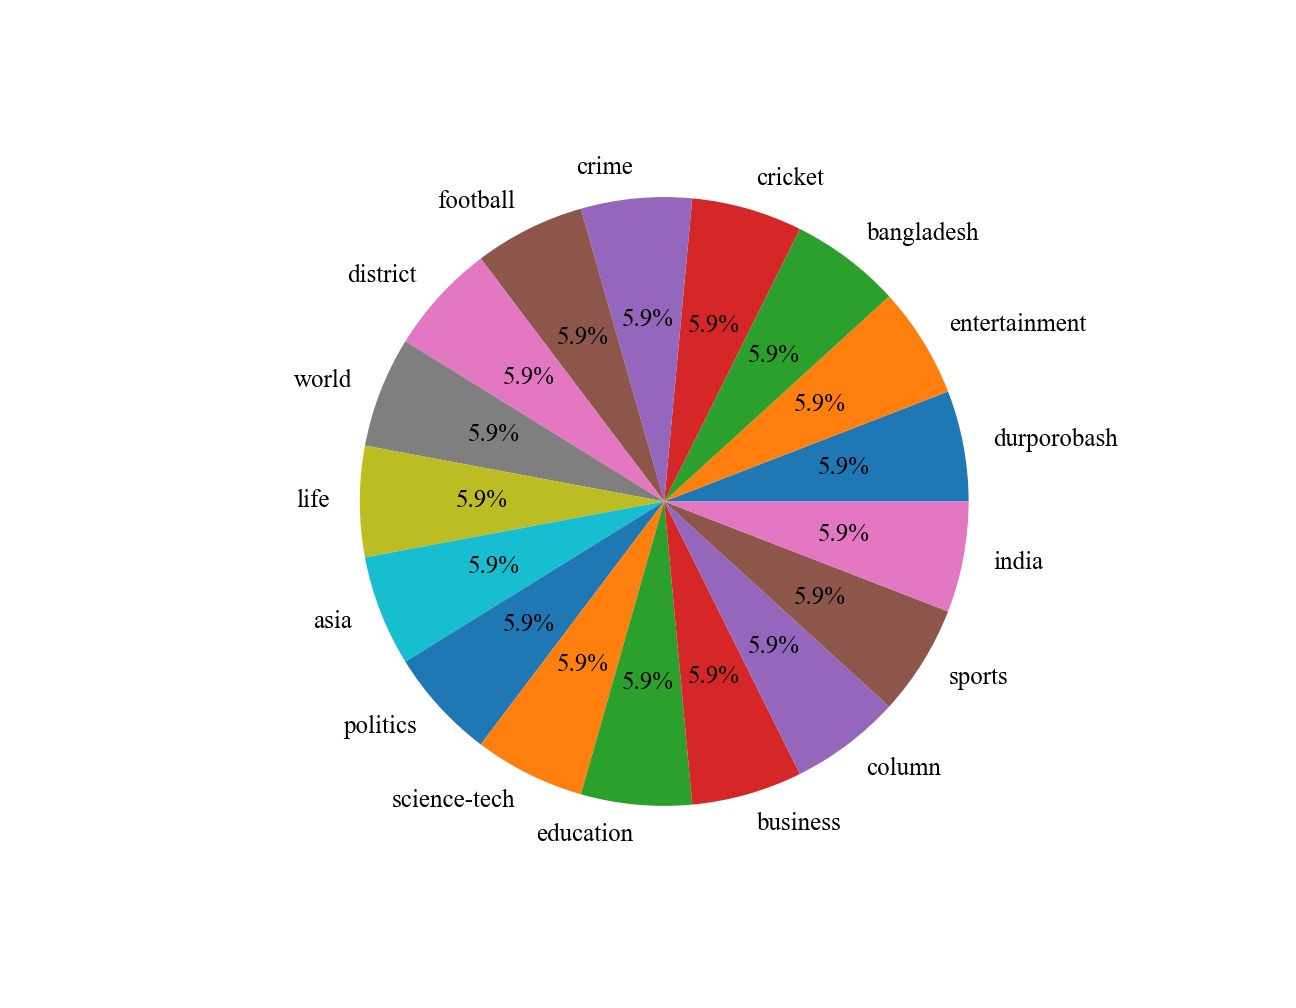 crime
cricket
football
bangladesh
district
entertainment
5.9%
5.9%
5.9%
5.9%
world
5.9%
5.9%
5.9%
5.9%
durporobash
5.9%
life
5.9%
5.9%
india
5.9%
5.9%
asia
5.9%
5.9%
5.9%
sports
5.9%
5.9%
politics
column
science-tech
business
education